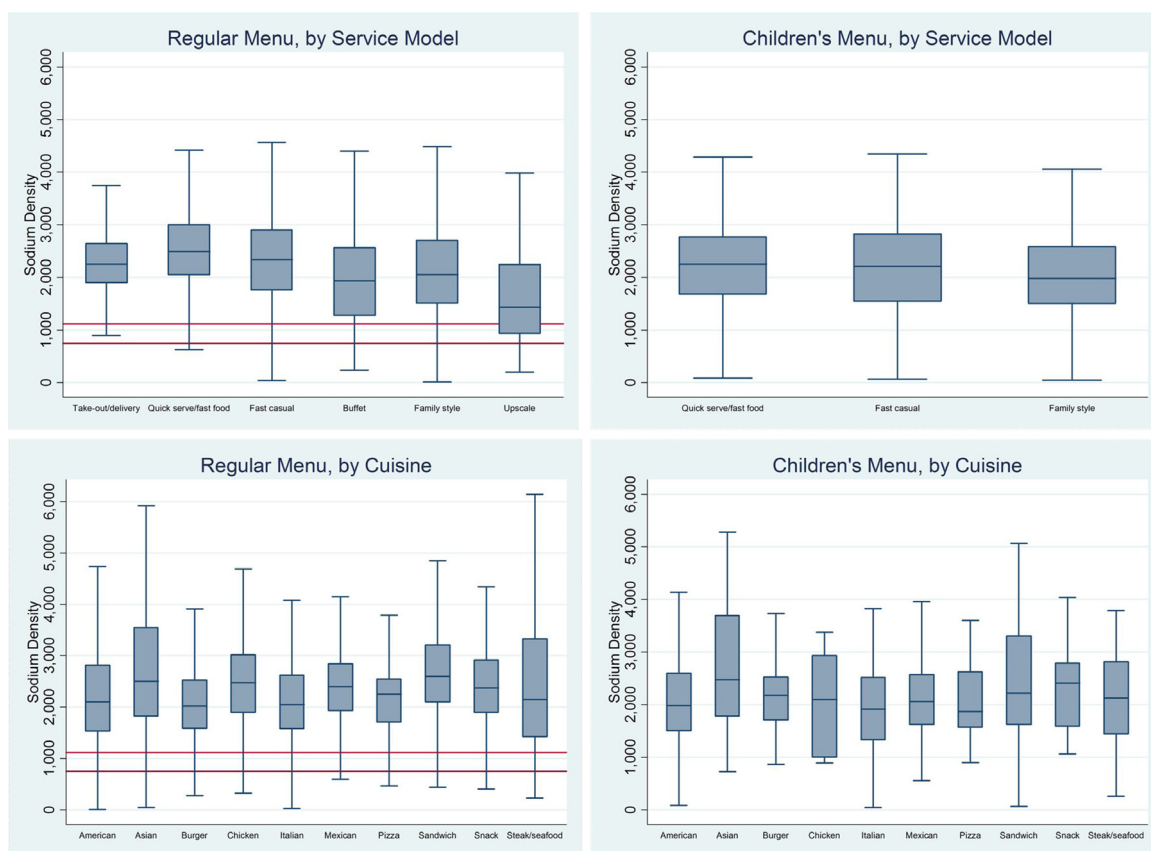 Regular Menu, by Service Model
Sodium Density
6,000
5,000
4,000
3,000
2,000
1,000
0
Take-out/delivery Quick serve/fast food Fast casual Buffet Family style Upscale
Children's Menu, by Service Model
Sodium Density
6,000
5,000
4,000
3,000
2,000
1,000
0
Quick serve/fast food Fast casual Family style
Regular Menu, by Cuisine
Sodium Density
6,000
5,000
4,000
3,000
2,000
1,000
0
American Asian Burger Chicken Italian Mexican Pizza Sandwich Snack Steak/seafood
Children's Menu, by Cuisine
Sodium Density
6,000
5,000
4,000
3,000
2,000
1,000
0
American Asian Burger Chicken Italian Mexican Pizza Sandwich Snack Steak/seafood